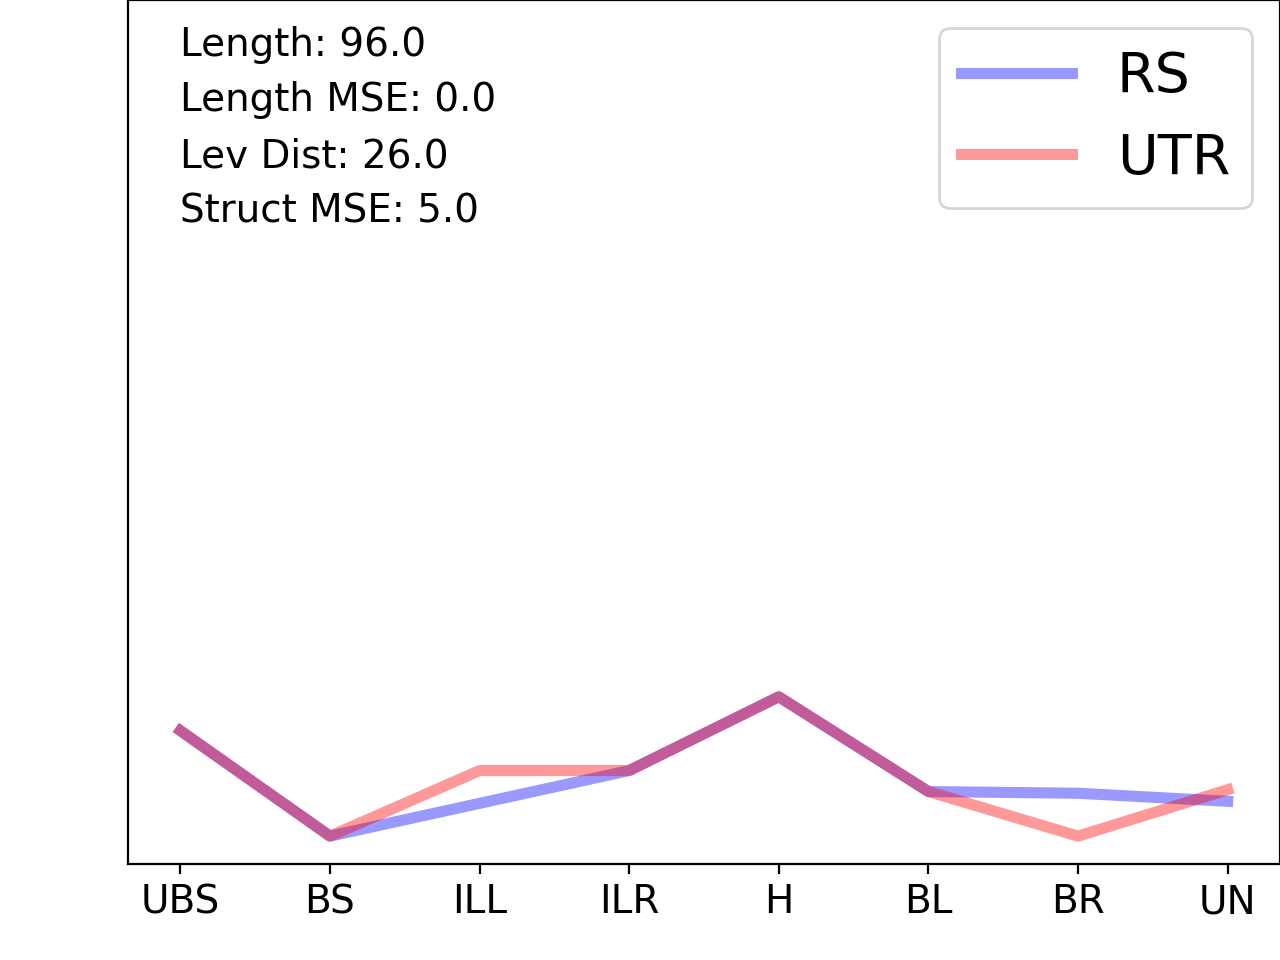 Length: 96.0
Length MSE: 0.0
Lev Dist: 26.0
Struct MSE: 5.0
RS
UTR
UBS BS ILL ILR H BL BR UN